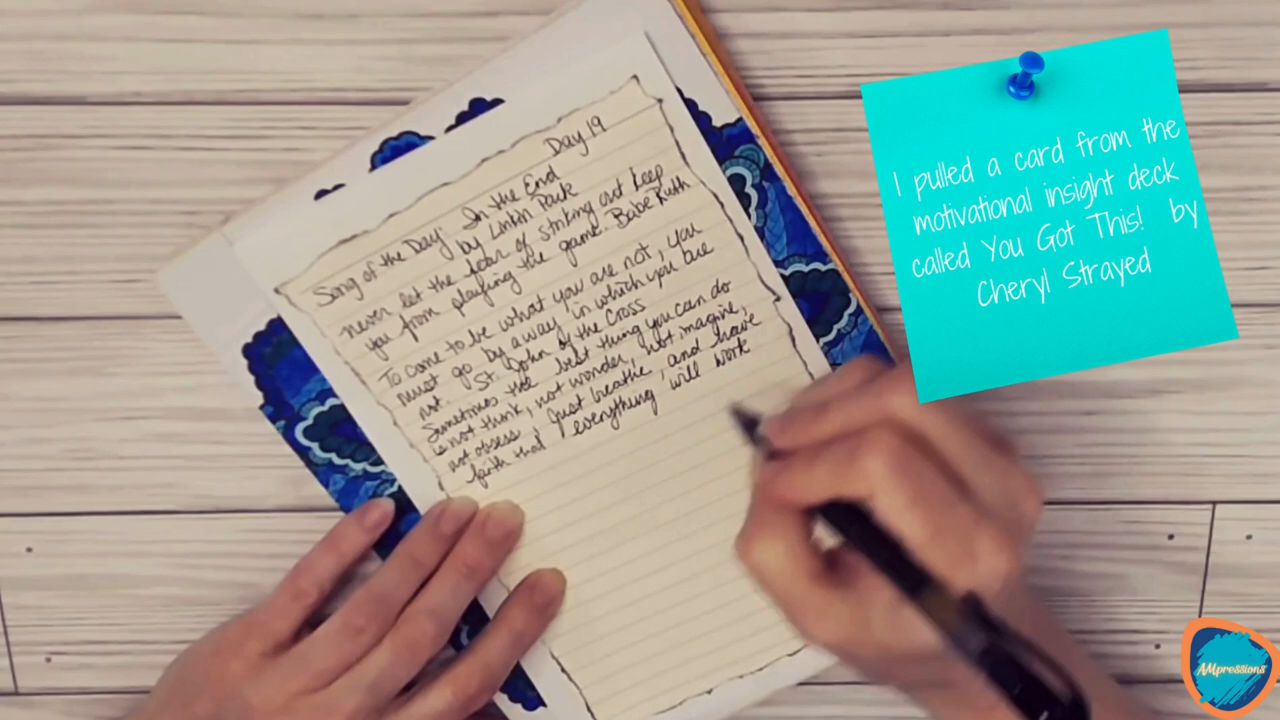 Day 19
Song of the Day: In the End
by Linkin Park
never let the fear of striking out keep
you from playing the game. Babe Ruth
To come to be what you are not, you
must go by a way in which you are
not. St. John of the Cross
Sometimes the best thing you can do
is not think, not wonder, not imagine,
not obsess, Just breathe, and have
faith that everything will work
I pulled a card from the
motivational insight deck
called You Got This! by
Cheryl Strayed
AMpressions